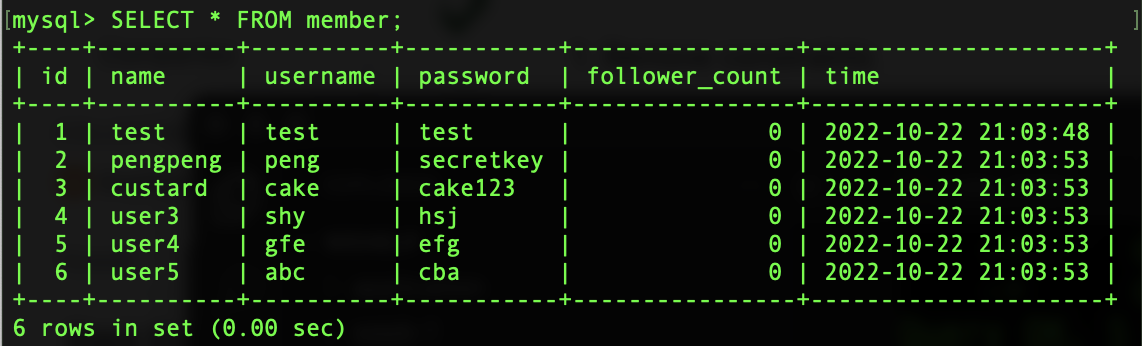 [mysql> SELECT * FROM member; ]
+----+----------+----------+-----------+----------------+---------------------+
| id | name     | username | password  | follower_count | time                |
+----+----------+----------+-----------+----------------+---------------------+
|  1 | test     | test     | test      |              0 | 2022-10-22 21:03:48 |
|  2 | pengpeng | peng     | secretkey |              0 | 2022-10-22 21:03:53 |
|  3 | custard  | cake     | cake123   |              0 | 2022-10-22 21:03:53 |
|  4 | user3    | shy      | hsj       |              0 | 2022-10-22 21:03:53 |
|  5 | user4    | gfe      | efg       |              0 | 2022-10-22 21:03:53 |
|  6 | user5    | abc      | cba       |              0 | 2022-10-22 21:03:53 |
+----+----------+----------+-----------+----------------+---------------------+
6 rows in set (0.00 sec)